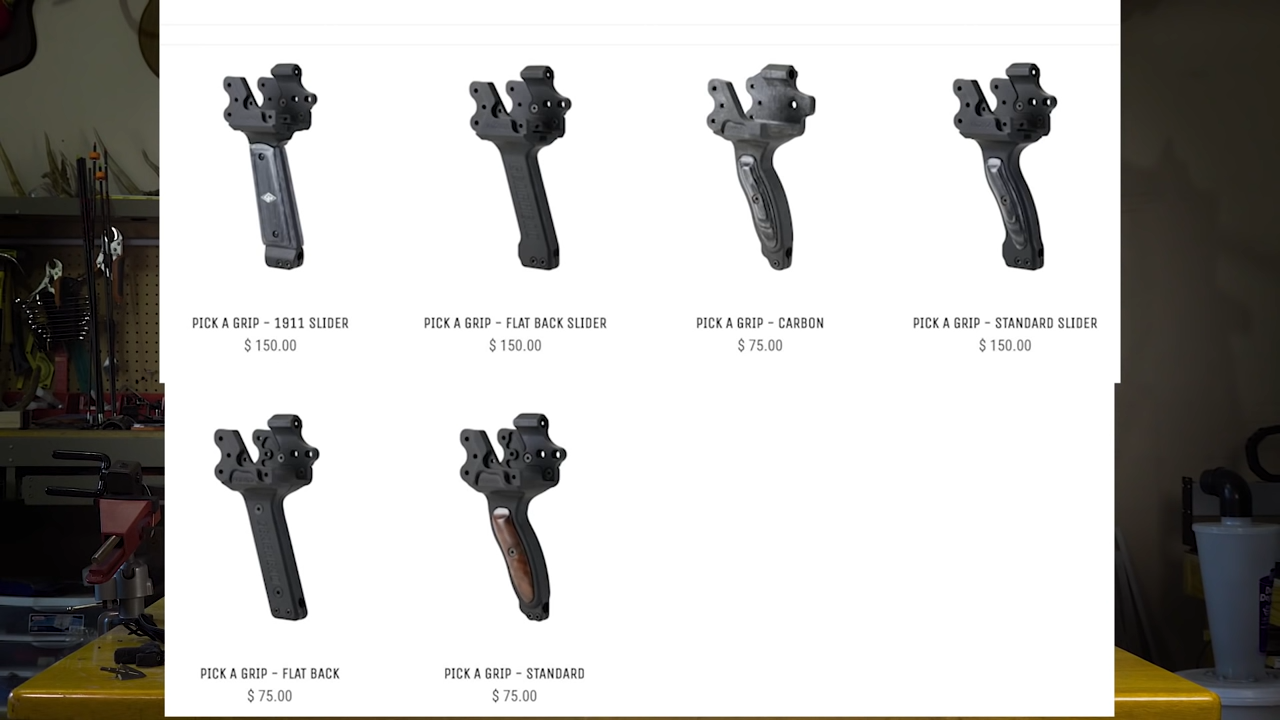 PICK A GRIP - 1911 SLIDER
$ 150.00
PICK A GRIP - FLAT BACK SLIDER
$ 150.00
PICK A GRIP - CARBON
$ 75.00
PICK A GRIP - STANDARD SLIDER
$ 150.00
PICK A GRIP - FLAT BACK
$ 75.00
PICK A GRIP - STANDARD
$ 75.00